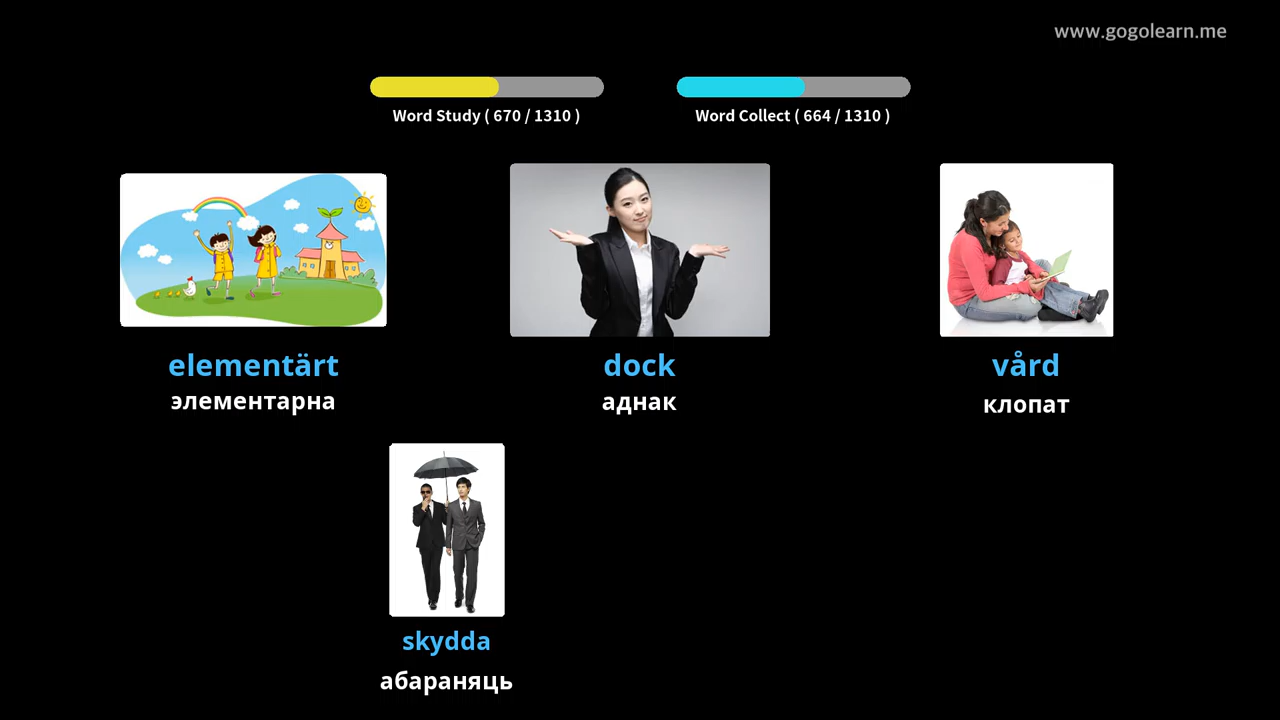 www.gogolearn.me
Word Study ( 670 / 1310 )
Word Collect ( 664 / 1310 )
elementärt
элементарна
dock
аднак
vård
клопат
skydda
абараняць